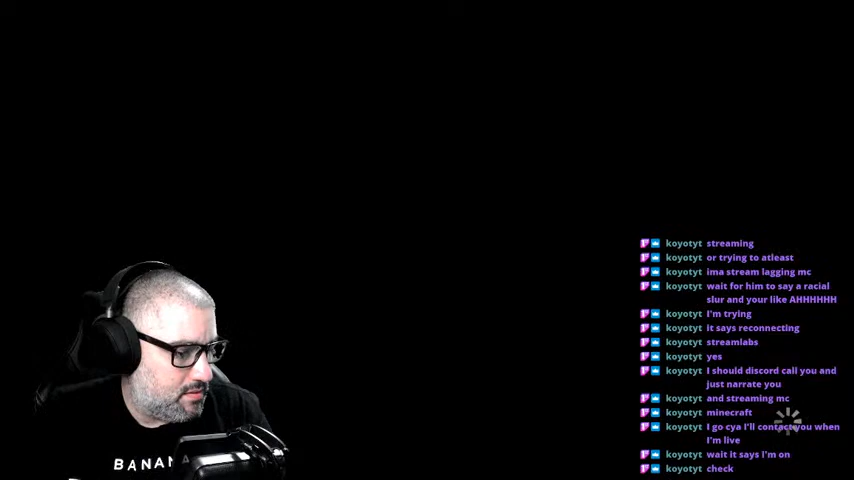 koyotyt streaming
koyotyt or trying to atleast
koyotyt ima stream lagging mc
koyotyt wait for him to say a racial
slur and your like AHHHHHH
koyotyt I'm trying
koyotyt it says reconnecting
koyotyt streamlabs
koyotyt yes
koyotyt I should discord call you and
just narrate you
koyotyt and streaming mc
koyotyt minecraft
koyotyt I go cya I'll contact you when
I'm live
koyotyt wait it says I'm on
koyotyt check
BANANA